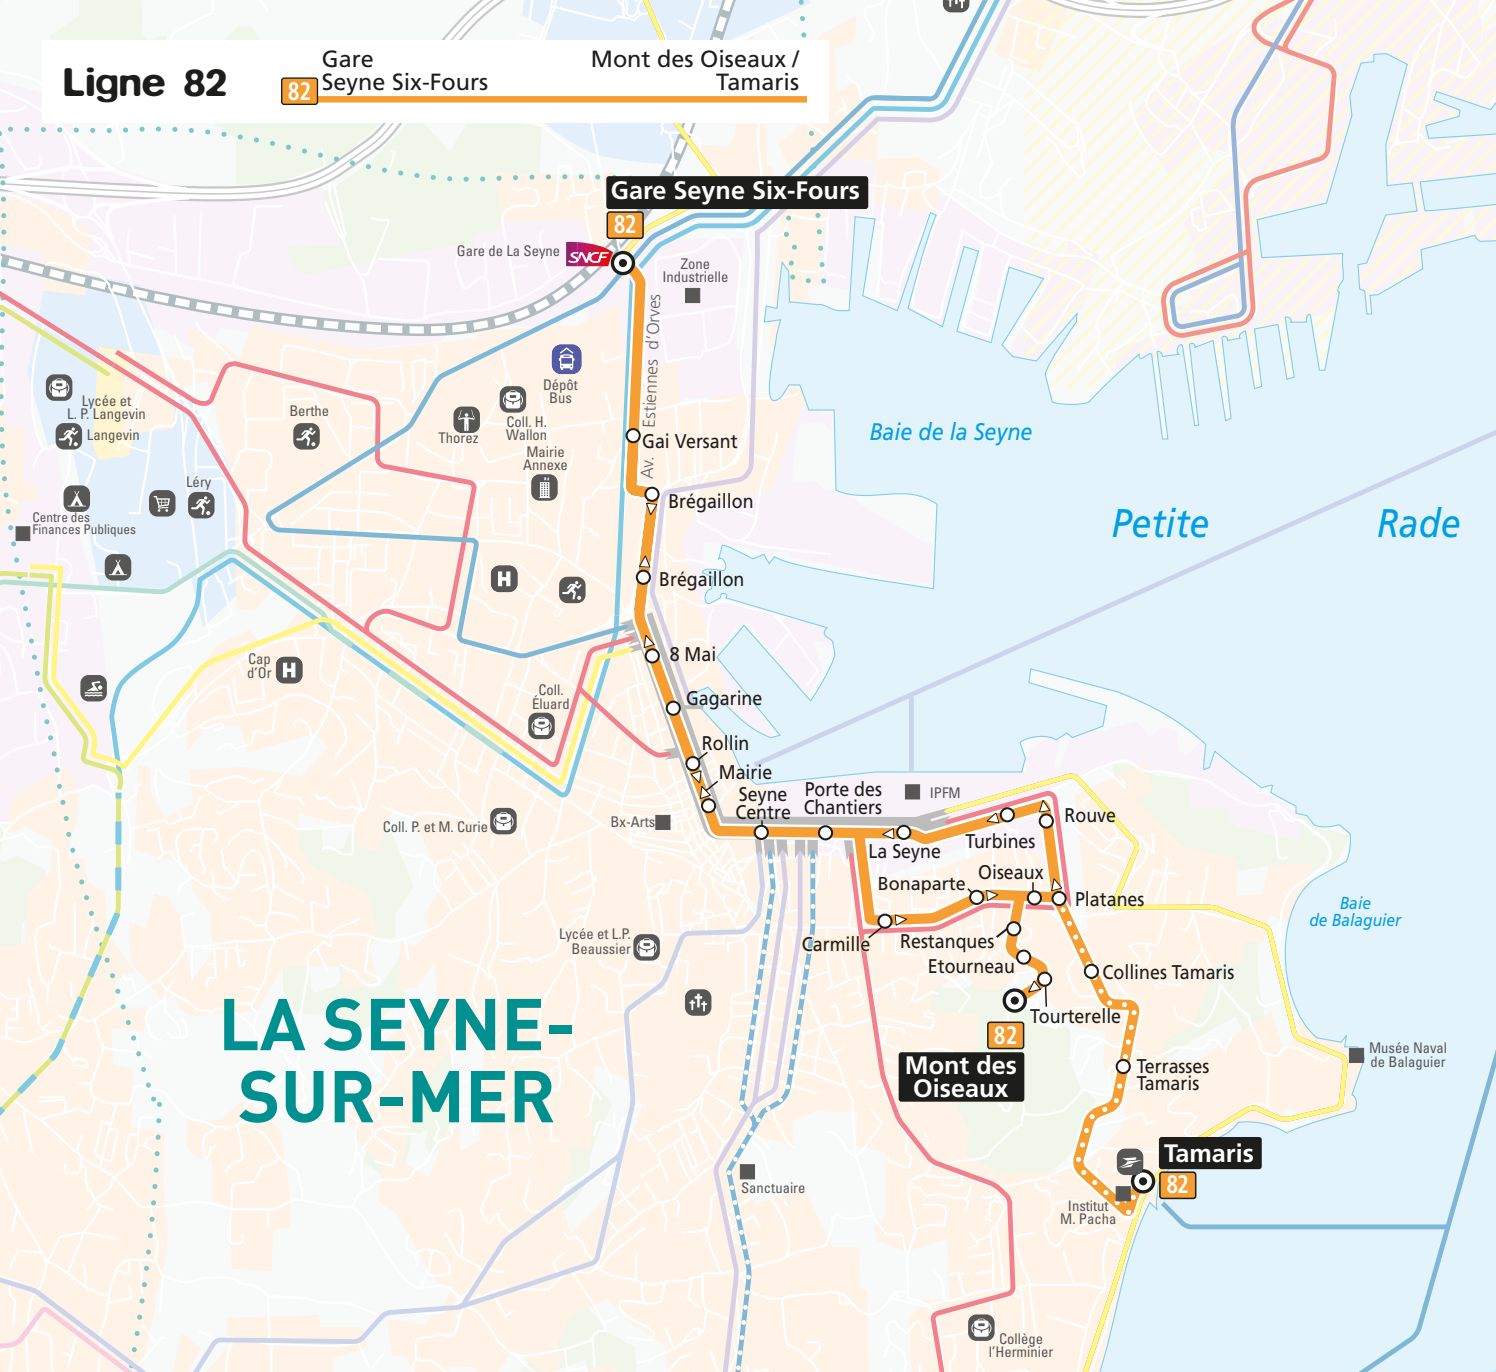 Ligne 82
82
Gare
Seyne Six-Fours
Mont des Oiseaux /
Tamaris
Gare Seyne Six-Fours
82
Gare de La Seyne
SNCF
Zone
Industrielle
Av. Estiennes d'Orves
Dépôt
Bus
Lycée et
L. P. Langevin
Langevin
Berthe
Thorez
Coll. H.
Wallon
Mairie
Annexe
Gai Versant
Baie de la Seyne
Léry
Brégaillon
Centre des
Finances Publiques
Petite Rade
H
Brégaillon
Cap
d'Or
H
8 Mai
Coll.
Éluard
Gagarine
Rollin
Mairie
Seyne
Centre
Porte des
Chantiers
IPFM
Coll. P. et M. Curie
Bx-Arts
La Seyne
Turbines
Rouve
Oiseaux
Bonaparte
Platanes
Baie
de Balaguier
Carmille
Restanques
Etourneau
Collines Tamaris
Lycée et L.P.
Beaussier
Tourterelle
82
Mont des
Oiseaux
LA SEYNE-
SUR-MER
Musée Naval
de Balaguier
Terrasses
Tamaris
Tamaris
82
Sanctuaire
Institut
M. Pacha
Collège
l'Herminier